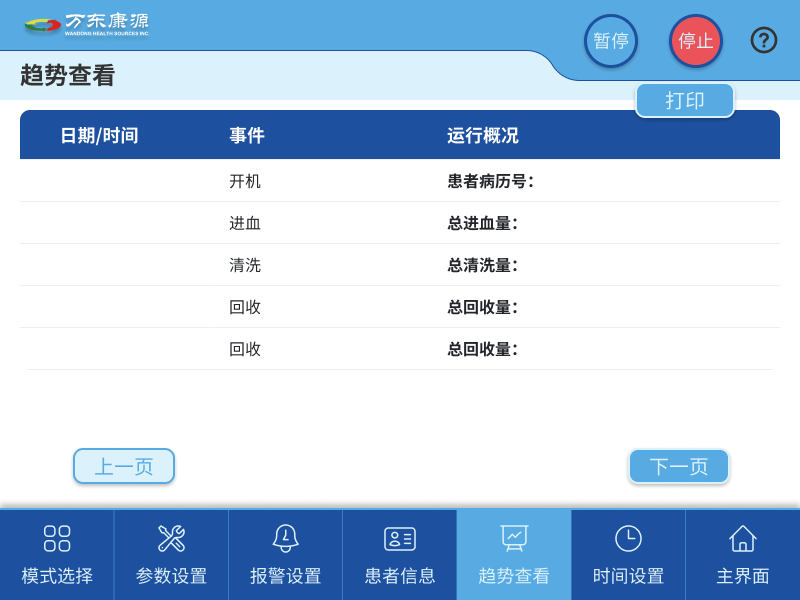 万东康源
WANDONG HEALTH SOURCES INC.
暂停
停止
?
趋势查看
打印
日期/时间 事件 运行概况
开机 患者病历号：
进血 总进血量：
清洗 总清洗量：
回收 总回收量：
回收 总回收量：
上一页
下一页
模式选择 参数设置 报警设置 患者信息 趋势查看 时间设置 主界面